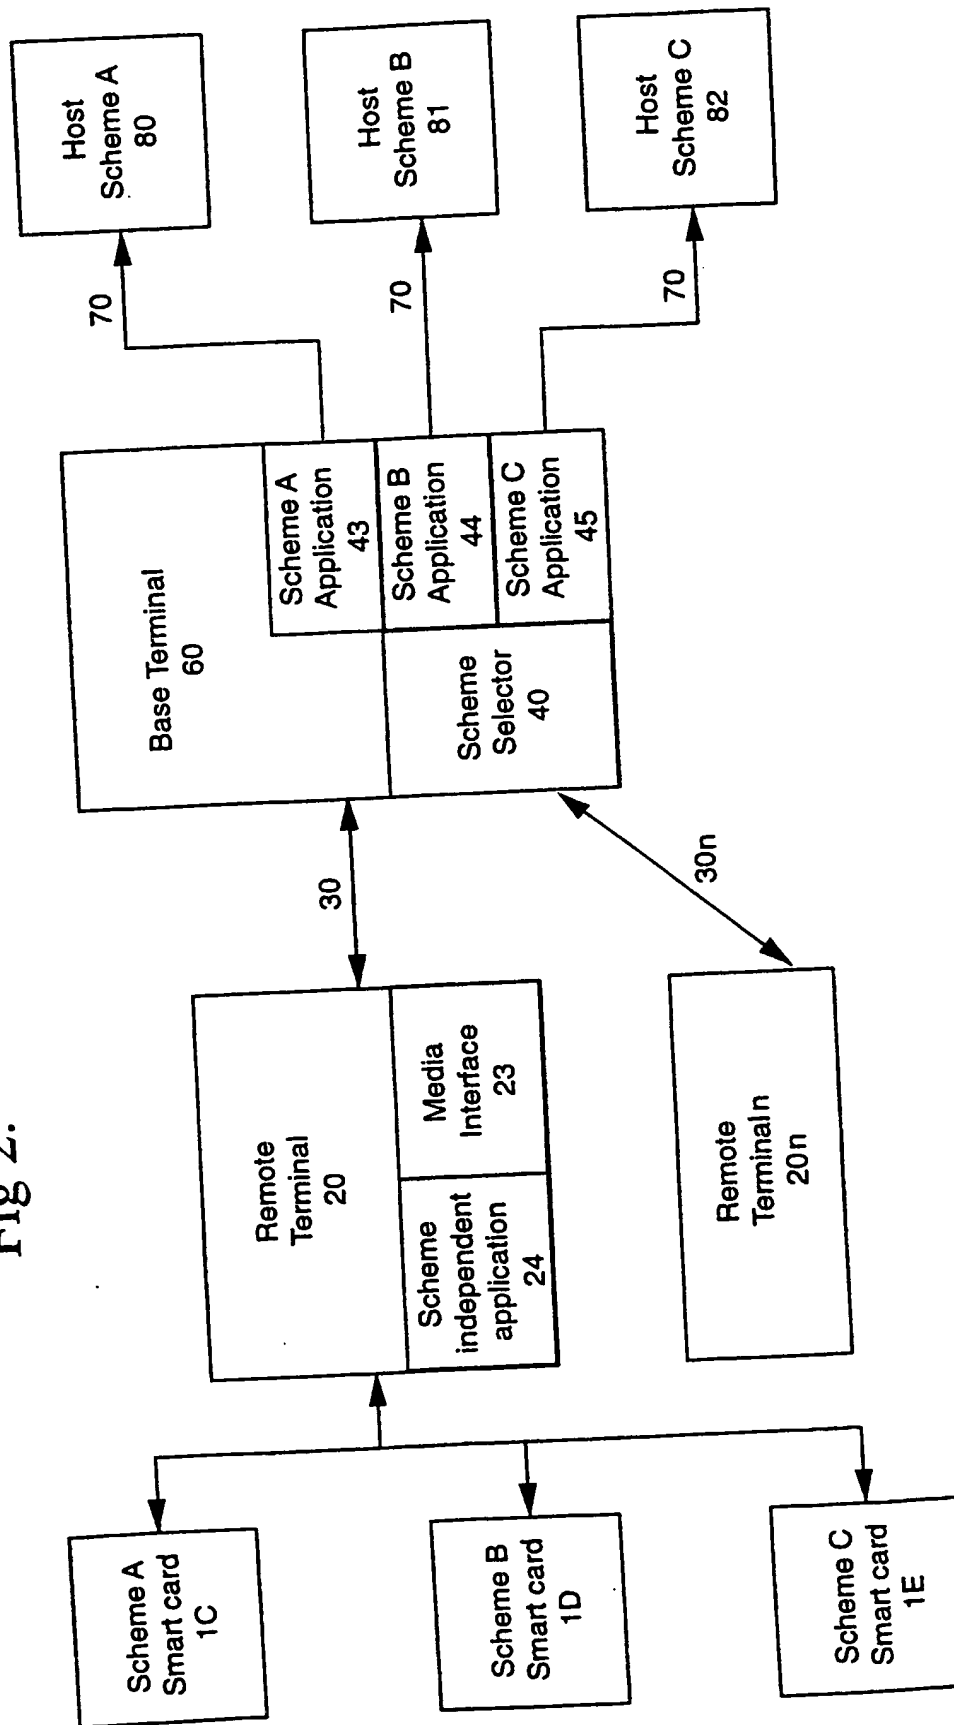 Fig 2.
Scheme A
Smart card
1C
Scheme B
Smart card
1D
Scheme C
Smart card
1E
Remote
Terminal
20
Scheme
independent
application
24
Media
Interface
23
Remote
Terminal n
20n
30
30n
Base Terminal
60
Scheme
Selector
40
Scheme A
Application
43
Scheme B
Application
44
Scheme C
Application
45
70
70
70
Host
Scheme A
80
Host
Scheme B
81
Host
Scheme C
82